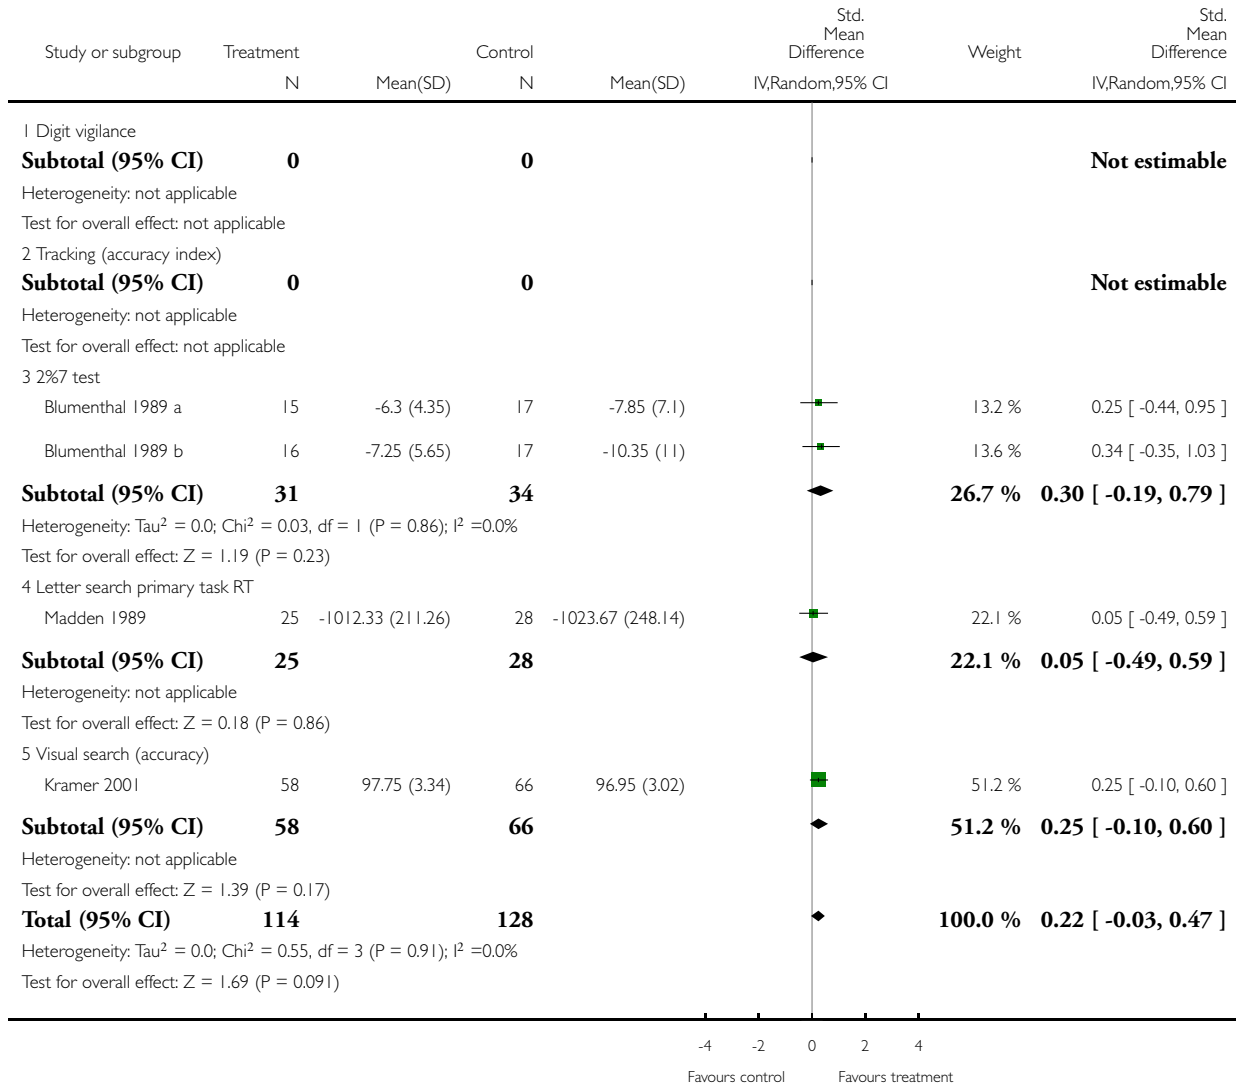 Std. Mean Difference Std. Mean Difference
Study or subgroup Treatment Control Weight
N Mean(SD) N Mean(SD) IV,Random,95% CI IV,Random,95% CI
1 Digit vigilance
Subtotal (95% CI) 0 0 Not estimable
Heterogeneity: not applicable
Test for overall effect: not applicable
2 Tracking (accuracy index)
Subtotal (95% CI) 0 0 Not estimable
Heterogeneity: not applicable
Test for overall effect: not applicable
3 2%7 test
Blumenthal 1989 a 15 -6.3 (4.35) 17 -7.85 (7.1) 13.2 % 0.25 [ -0.44, 0.95 ]
Blumenthal 1989 b 16 -7.25 (5.65) 17 -10.35 (11) 13.6 % 0.34 [ -0.35, 1.03 ]
Subtotal (95% CI) 31 34 26.7 % 0.30 [ -0.19, 0.79 ]
Heterogeneity: Tau² = 0.0; Chi² = 0.03, df = 1 (P = 0.86); I² =0.0%
Test for overall effect: Z = 1.19 (P = 0.23)
4 Letter search primary task RT
Madden 1989 25 -1012.33 (211.26) 28 -1023.67 (248.14) 22.1 % 0.05 [ -0.49, 0.59 ]
Subtotal (95% CI) 25 28 22.1 % 0.05 [ -0.49, 0.59 ]
Heterogeneity: not applicable
Test for overall effect: Z = 0.18 (P = 0.86)
5 Visual search (accuracy)
Kramer 2001 58 97.75 (3.34) 66 96.95 (3.02) 51.2 % 0.25 [ -0.10, 0.60 ]
Subtotal (95% CI) 58 66 51.2 % 0.25 [ -0.10, 0.60 ]
Heterogeneity: not applicable
Test for overall effect: Z = 1.39 (P = 0.17)
Total (95% CI) 114 128 100.0 % 0.22 [ -0.03, 0.47 ]
Heterogeneity: Tau² = 0.0; Chi² = 0.55, df = 3 (P = 0.91); I² =0.0%
Test for overall effect: Z = 1.69 (P = 0.091)
-4 -2 0 2 4
Favours control Favours treatment